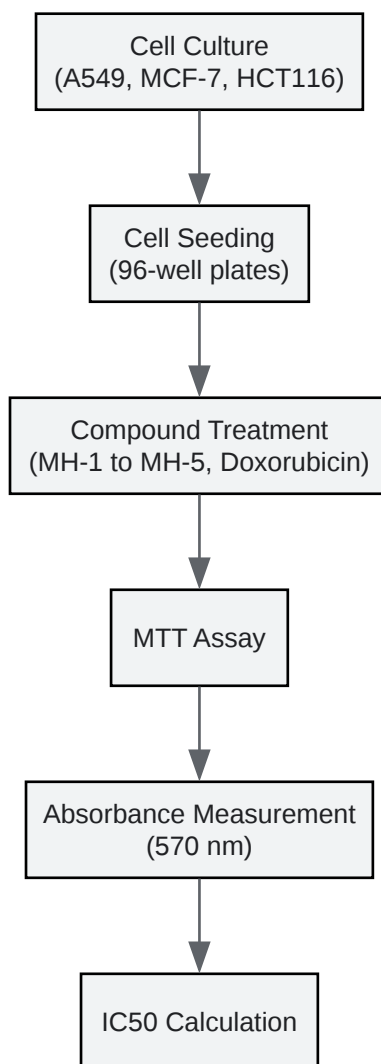 Cell Culture
(A549, MCF-7, HCT116)
Cell Seeding
(96-well plates)
Compound Treatment
(MH-1 to MH-5, Doxorubicin)
MTT Assay
Absorbance Measurement
(570 nm)
IC50 Calculation